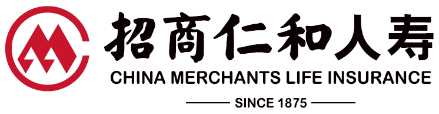 招商仁和人寿
CHINA MERCHANTS LIFE INSURANCE
SINCE 1875